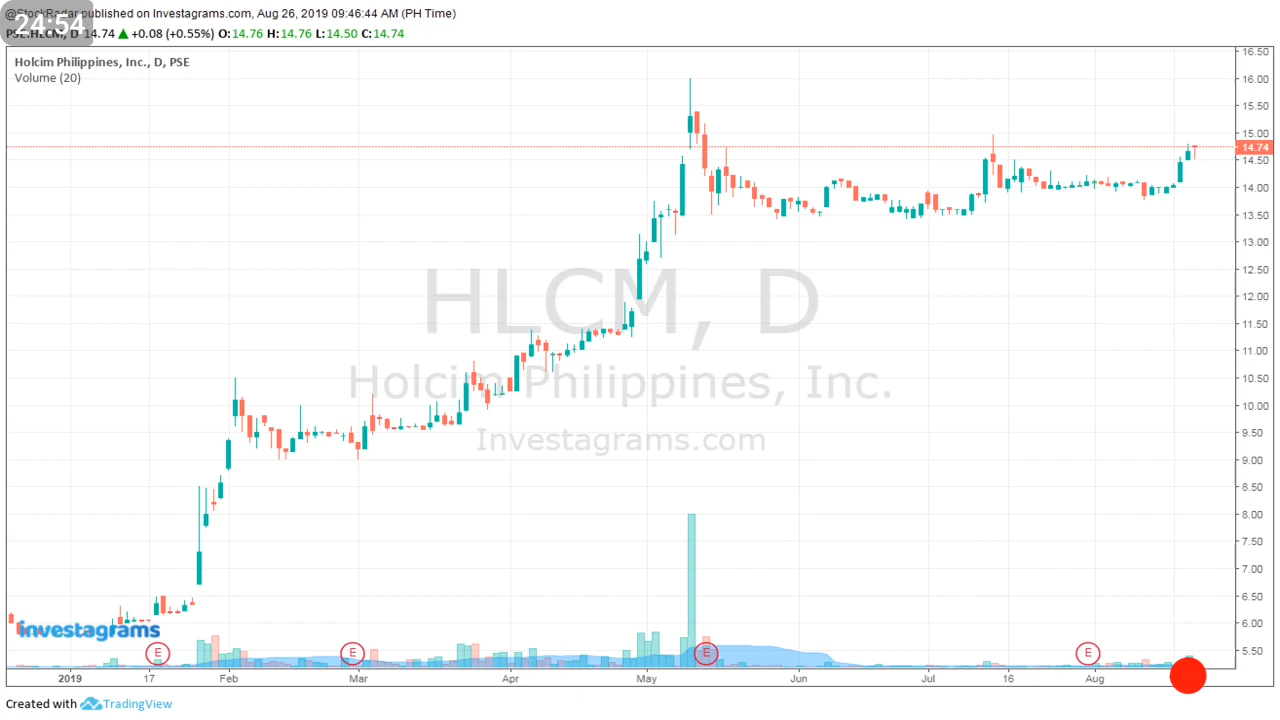 24:54
@StockRadar published on Investagrams.com, Aug 26, 2019 09:46:44 AM (PH Time)
PSE:HLCM, D 14.74 ▲ +0.08 (+0.55%) O:14.76 H:14.76 L:14.50 C:14.74
Holcim Philippines, Inc., D, PSE
Volume (20)
16.50
16.00
15.50
15.00
14.74
14.50
14.00
13.50
13.00
12.50
12.00
11.50
11.00
10.50
10.00
9.50
9.00
8.50
8.00
7.50
7.00
6.50
6.00
5.50
HLCM, D
Holcim Philippines, Inc.
Investagrams.com
investagrams
E E E E
2019 17 Feb Mar Apr May Jun Jul 16 Aug
Created with TradingView